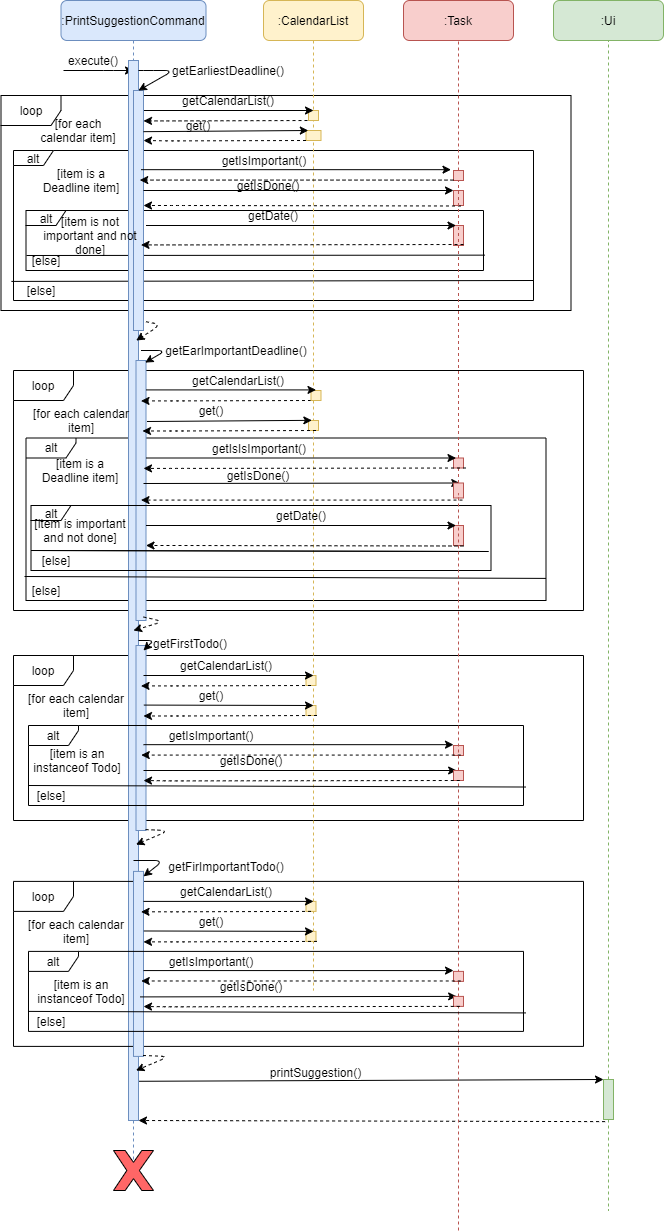 :PrintSuggestionCommand
:CalendarList
:Task
:Ui
execute()
getEarliestDeadline()
loop
[for each
calendar item]
getCalendarList()
get()
alt
[item is a
Deadline item]
getIsImportant()
getIsDone()
alt
[item is not
important and not
done]
getDate()
[else]
[else]
getEarImportantDeadline()
loop
[for each calendar
item]
getCalendarList()
get()
alt
[item is a
Deadline item]
getIsIsImportant()
getIsDone()
alt
[item is important
and not done]
getDate()
[else]
[else]
getFirstTodo()
loop
[for each calendar
item]
getCalendarList()
get()
alt
[item is an
instanceof Todo]
getIsImportant()
getIsDone()
[else]
getFirImportantTodo()
loop
[for each calendar
item]
getCalendarList()
get()
alt
[item is an
instanceof Todo]
getIsImportant()
getIsDone()
[else]
printSuggestion()